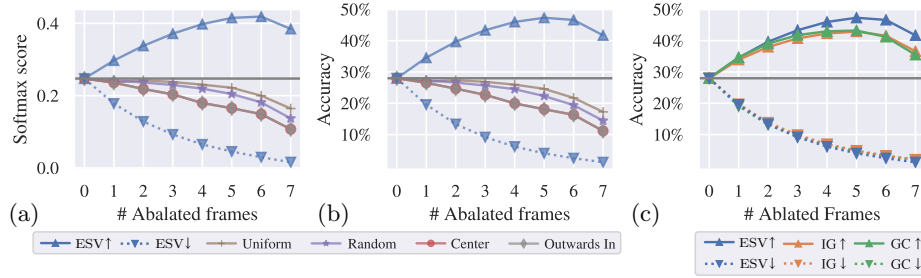 50%
50%
0.4
40%
40%
30%
30%
0.2
20%
20%
10%
10%
0.0
Softmax score
Accuracy
Accuracy
0 1 2 3 4 5 6 7
0 1 2 3 4 5 6 7
0 1 2 3 4 5 6 7
(a) # Abalated frames
(b) # Abalated frames
(c) # Ablated Frames
ESV↑ ESV↓ Uniform Random Center Outwards In
ESV↑ IG↑ GC↑
ESV↓ IG↓ GC↓